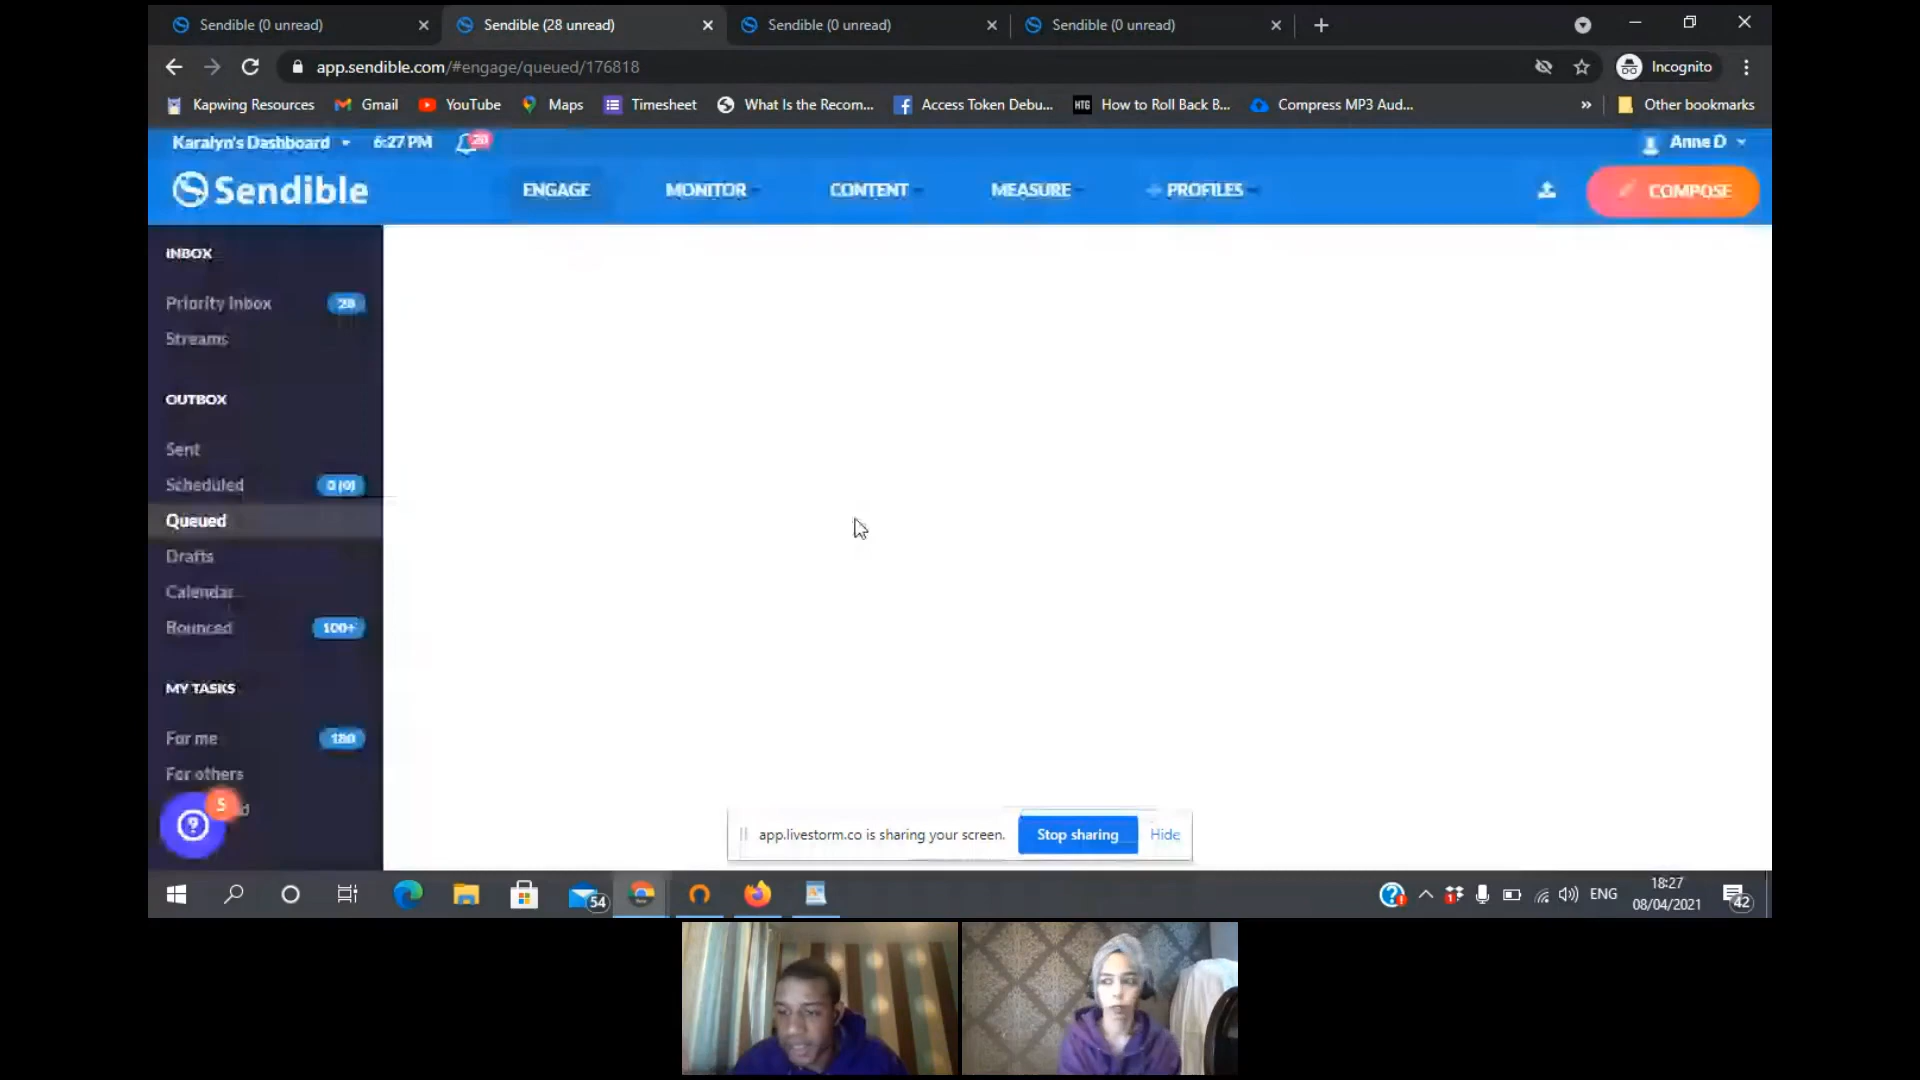 Sendible (0 unread)
Sendible (28 unread)
Sendible (0 unread)
Sendible (0 unread)
app.sendible.com/#engage/queued/176818
Incognito
Kapwing Resources
Gmail
YouTube
Maps
Timesheet
What Is the Recom...
Access Token Debu...
HTG
How to Roll Back B...
Compress MP3 Aud...
»
Other bookmarks
Karalyn's Dashboard
6:27 PM
Anne D
Sendible
ENGAGE
MONITOR
CONTENT
MEASURE
PROFILES
COMPOSE
INBOX
Priority Inbox 28
Streams
OUTBOX
Sent
Scheduled 0 (0)
Queued
Drafts
Calendar
Bounced 100+
MY TASKS
For me 180
For others
5
app.livestorm.co is sharing your screen.
Stop sharing
Hide
54
ENG
18:27
08/04/2021
42